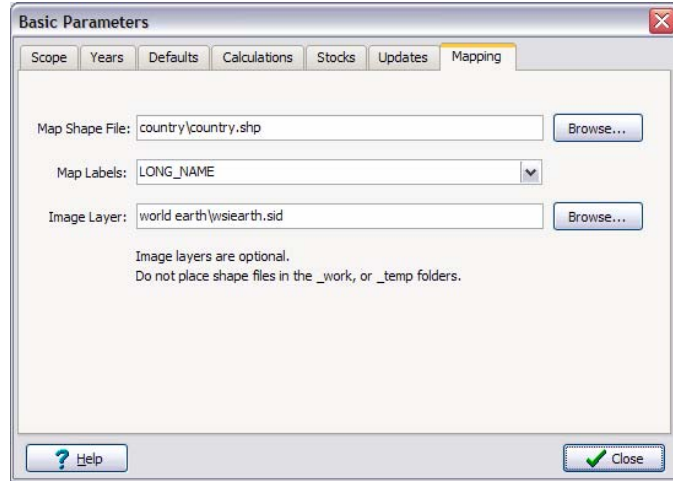 Basic Parameters
Scope Years Defaults Calculations Stocks Updates Mapping
Map Shape File: country\country.shp Browse...
Map Labels: LONG_NAME
Image Layer: world earth\wsiearth.sid Browse...
Image layers are optional.
Do not place shape files in the _work, or _temp folders.
? Help Close